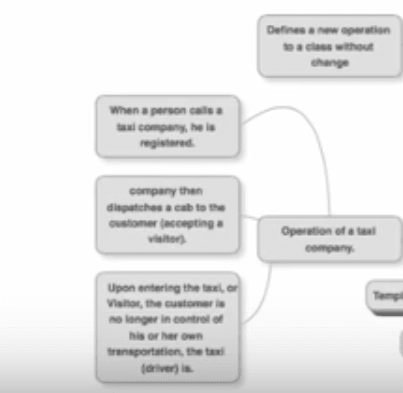 Defines a new operation
to a class without
change
When a person calls a
taxi company, he is
registered.
company then
dispatches a cab to the
customer (accepting a
visitor).
Operation of a taxi
company.
Upon entering the taxi, or
Visitor, the customer is
no longer in control of
his or her own
transportation, the taxi
(driver) is.
Templ